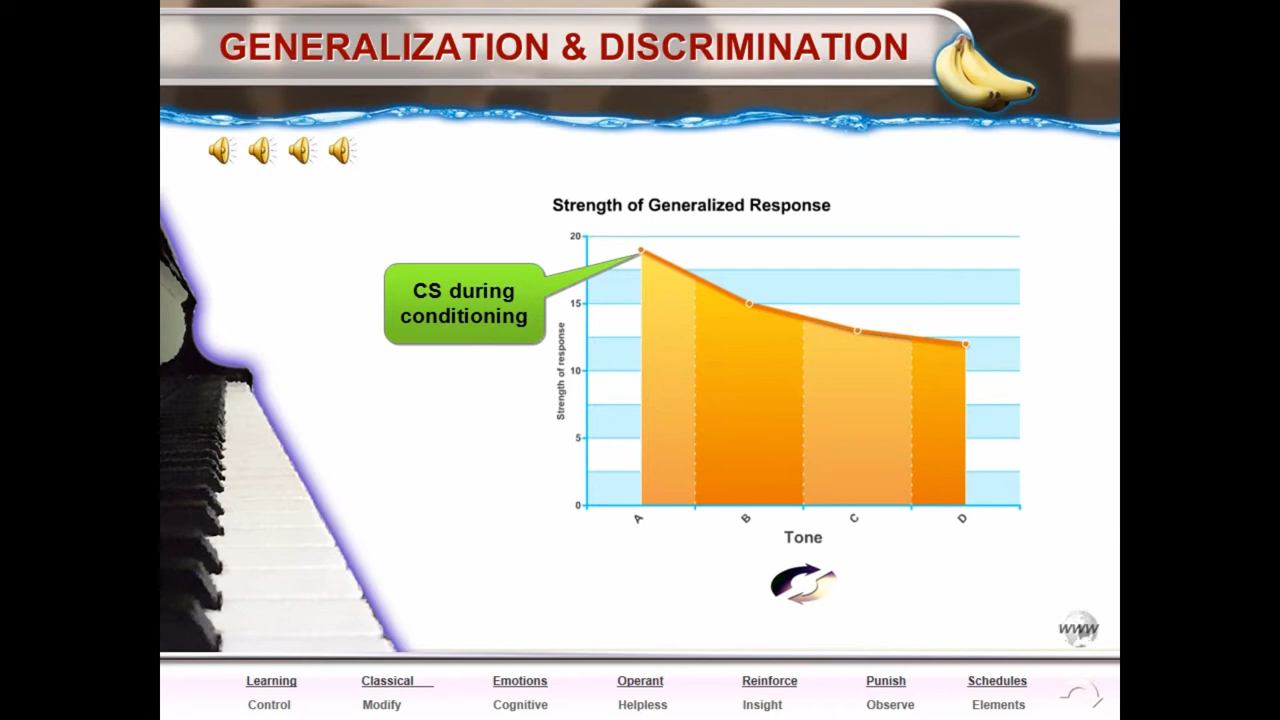 GENERALIZATION & DISCRIMINATION
Strength of Generalized Response
CS during
conditioning
20
15
10
5
0
Strength of response
A
B
C
D
Tone
www
Learning Classical Emotions Operant Reinforce Punish Schedules
Control Modify Cognitive Helpless Insight Observe Elements